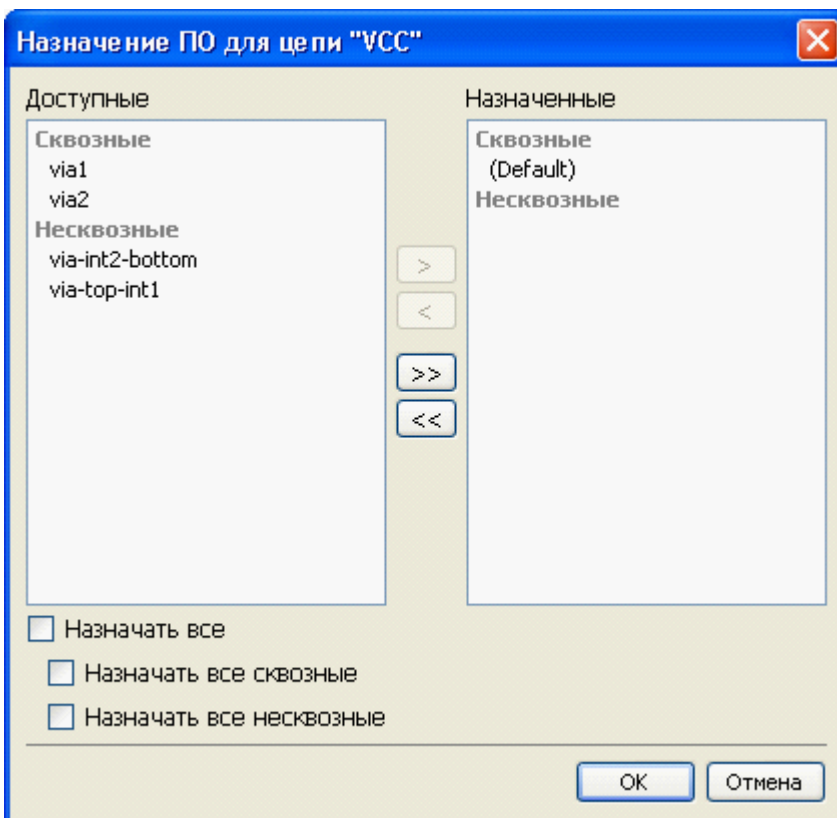 Назначение ПО для цепи "VCC"
Доступные
Назначенные
Сквозные
via1
via2
Несквозные
via-int2-bottom
via-top-int1
Сквозные
(Default)
Несквозные
>
<
>>
<<
Назначать все
Назначать все сквозные
Назначать все несквозные
OK
Отмена